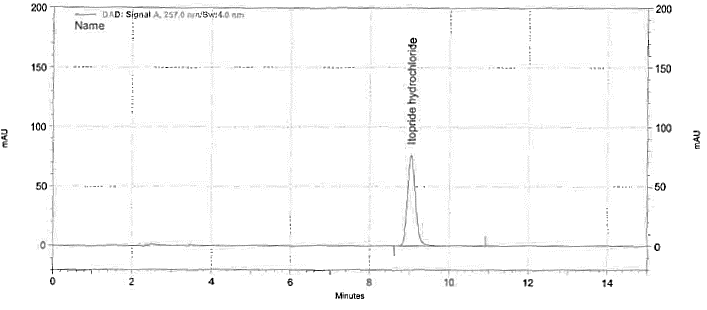 200 200
DAD: Signal A, 257.0 nm/Bw:4.0 nm
Name
Itopride hydrochloride
150 150
100 100
mAU mAU
50 50
0 0
0 2 4 6 8 10 12 14
Minutes